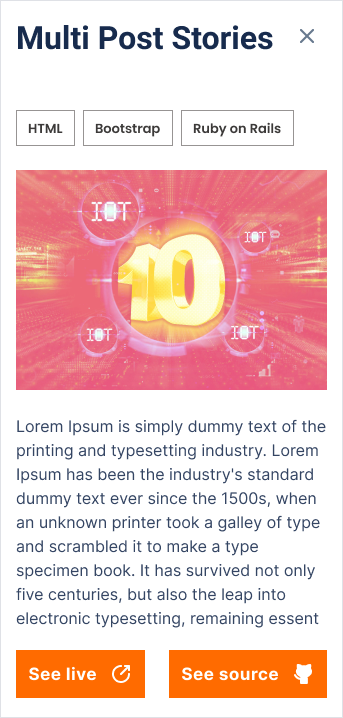 Multi Post Stories
HTML
Bootstrap
Ruby on Rails
IOT
10
IOT
IOT
IOT
Lorem Ipsum is simply dummy text of the
printing and typesetting industry. Lorem
Ipsum has been the industry's standard
dummy text ever since the 1500s, when
an unknown printer took a galley of type
and scrambled it to make a type
specimen book. It has survived not only
five centuries, but also the leap into
electronic typesetting, remaining essent
See live
See source